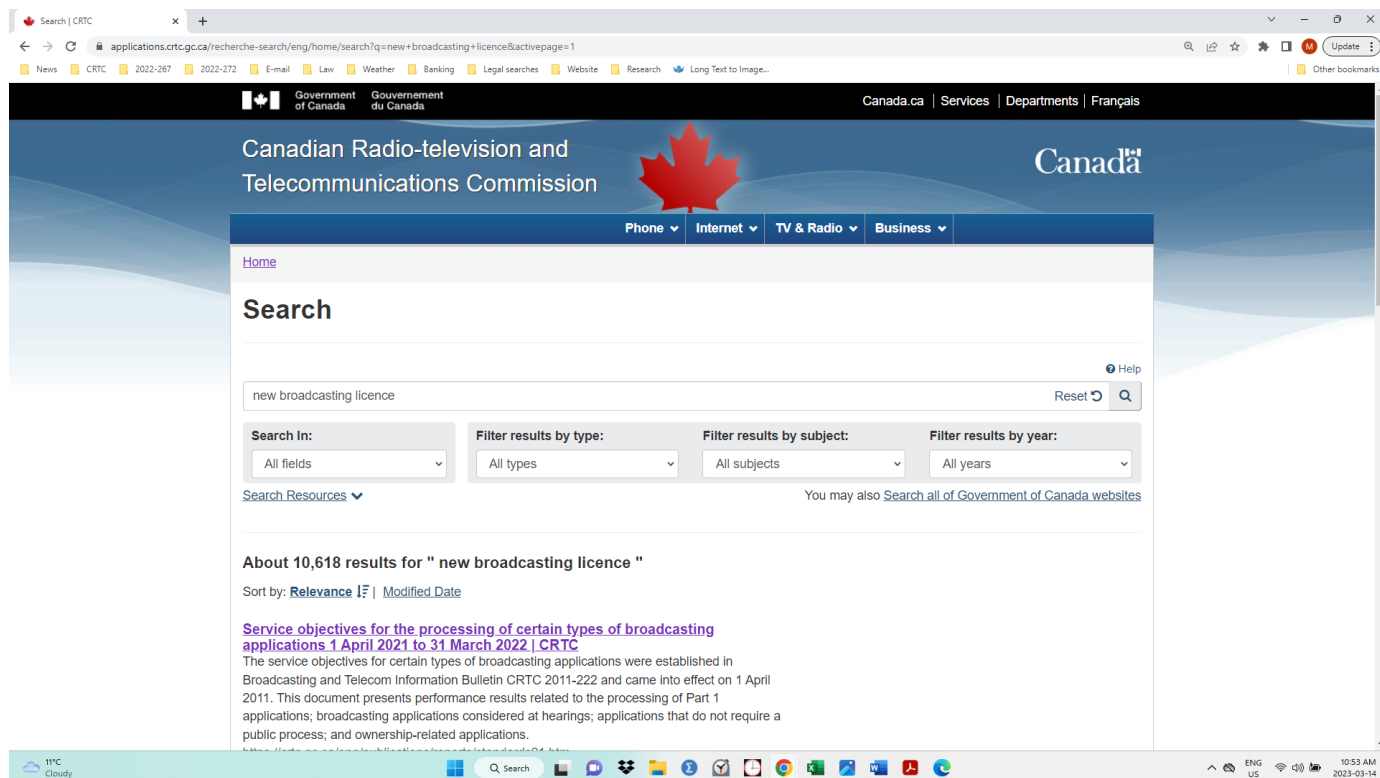 Search | CRTC
applications.crtc.gc.ca/recherche-search/eng/home/search?q=new+broadcasting+licence&activepage=1
M Update
News CRTC 2022-267 2022-272 E-mail Law Weather Banking Legal searches Website Research Long Text to Image... Other bookmarks
Government of Canada Gouvernement du Canada
Canada.ca | Services | Departments | Français
Canadian Radio-television and
Telecommunications Commission
Canada
Phone Internet TV & Radio Business
Home
Search
Help
new broadcasting licence Reset
Search In: Filter results by type: Filter results by subject: Filter results by year:
All fields All types All subjects All years
Search Resources You may also Search all of Government of Canada websites
About 10,618 results for " new broadcasting licence "
Sort by: Relevance | Modified Date
Service objectives for the processing of certain types of broadcasting
applications 1 April 2021 to 31 March 2022 | CRTC
The service objectives for certain types of broadcasting applications were established in
Broadcasting and Telecom Information Bulletin CRTC 2011-222 and came into effect on 1 April
2011. This document presents performance results related to the processing of Part 1
applications; broadcasting applications considered at hearings; applications that do not require a
public process; and ownership-related applications.
11°C
Cloudy
Search
ENG
US
10:53 AM
2023-03-14